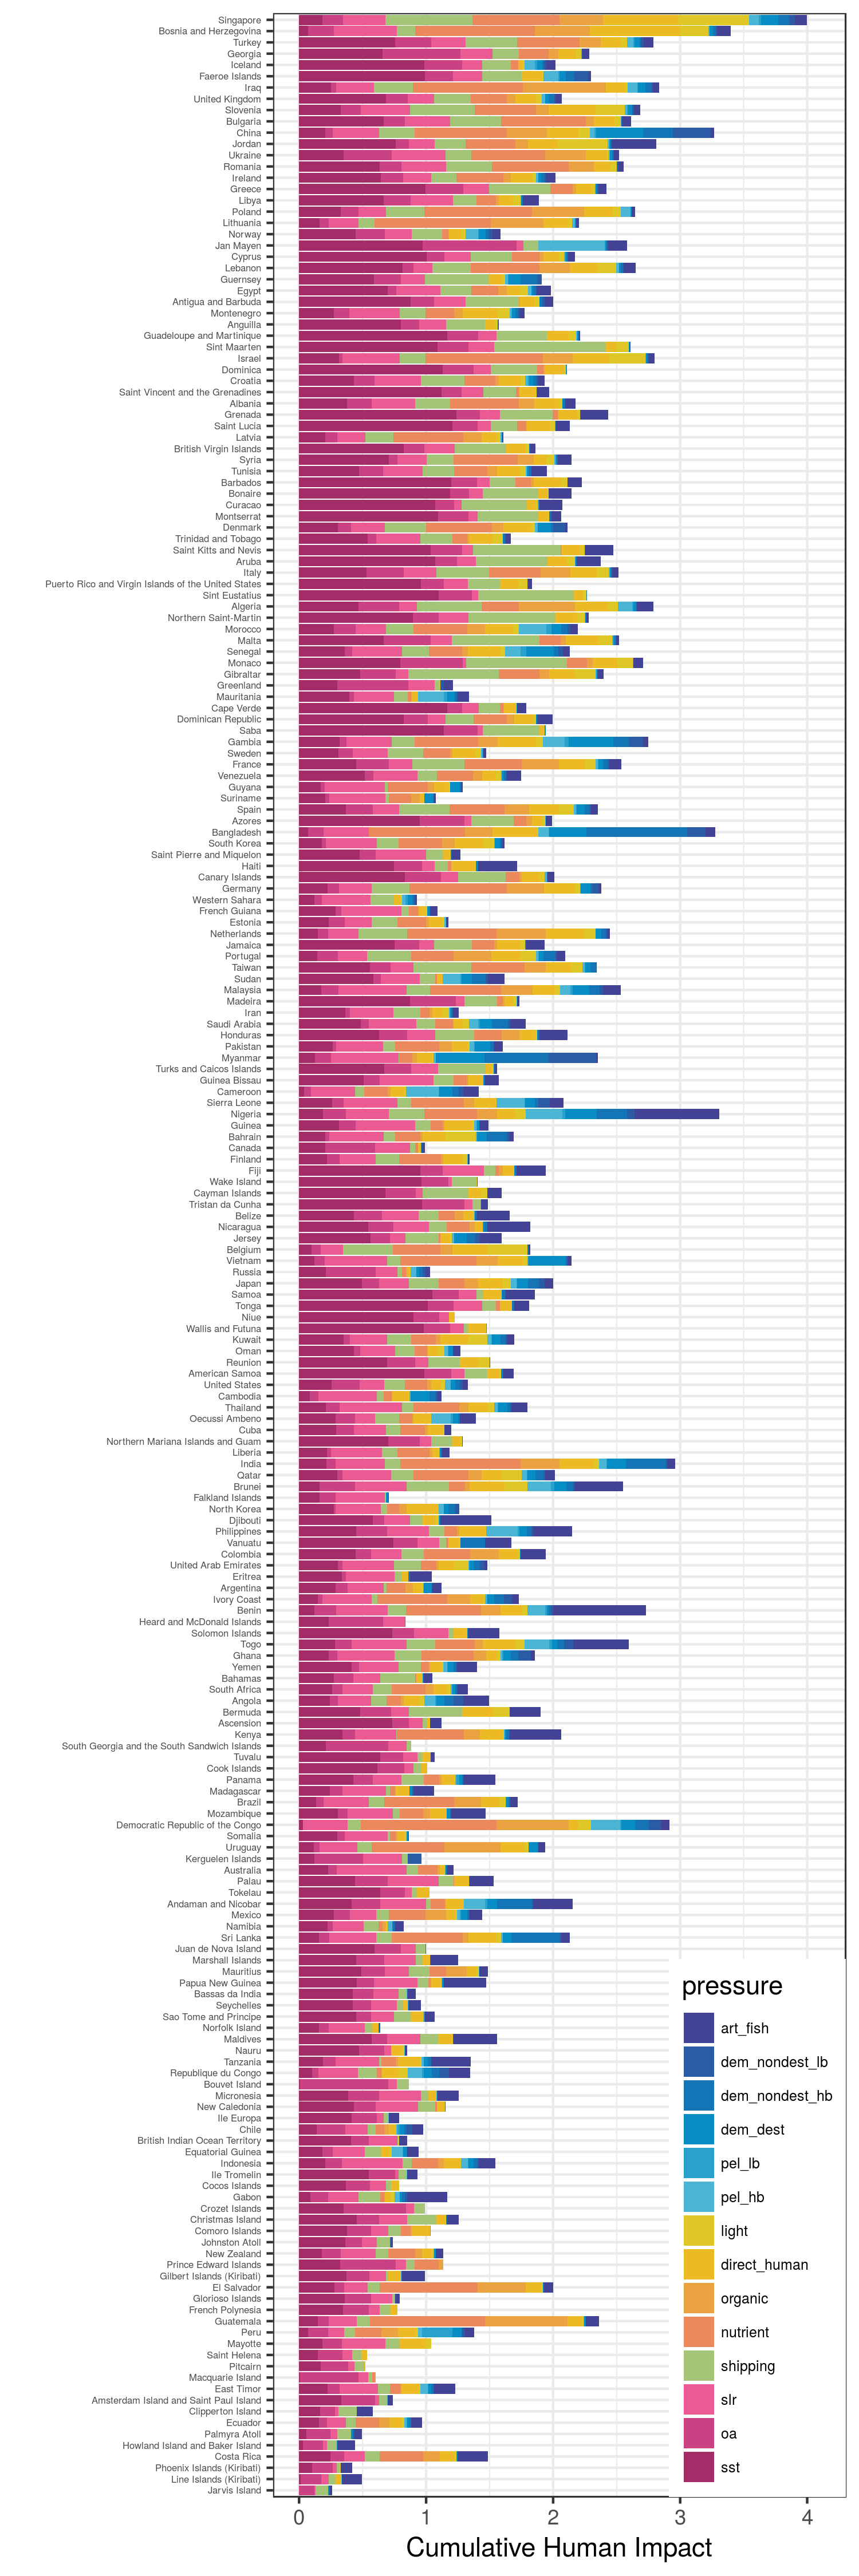 Singapore
Bosnia and Herzegovina
Turkey
Georgia
Iceland
Faeroe Islands
Iraq
United Kingdom
Slovenia
Bulgaria
China
Jordan
Ukraine
Romania
Ireland
Greece
Libya
Poland
Lithuania
Norway
Jan Mayen
Cyprus
Lebanon
Guernsey
Egypt
Antigua and Barbuda
Montenegro
Anguilla
Guadeloupe and Martinique
Sint Maarten
Israel
Dominica
Croatia
Saint Vincent and the Grenadines
Albania
Grenada
Saint Lucia
Latvia
British Virgin Islands
Syria
Tunisia
Barbados
Bonaire
Curacao
Montserrat
Denmark
Trinidad and Tobago
Saint Kitts and Nevis
Aruba
Italy
Puerto Rico and Virgin Islands of the United States
Sint Eustatius
Algeria
Northern Saint-Martin
Morocco
Malta
Senegal
Monaco
Gibraltar
Greenland
Mauritania
Cape Verde
Dominican Republic
Saba
Gambia
Sweden
France
Venezuela
Guyana
Suriname
Spain
Azores
Bangladesh
South Korea
Saint Pierre and Miquelon
Haiti
Canary Islands
Germany
Western Sahara
French Guiana
Estonia
Netherlands
Jamaica
Portugal
Taiwan
Sudan
Malaysia
Madeira
Iran
Saudi Arabia
Honduras
Pakistan
Myanmar
Turks and Caicos Islands
Guinea Bissau
Cameroon
Sierra Leone
Nigeria
Guinea
Bahrain
Canada
Finland
Fiji
Wake Island
Cayman Islands
Tristan da Cunha
Belize
Nicaragua
Jersey
Belgium
Vietnam
Russia
Japan
Samoa
Tonga
Niue
Wallis and Futuna
Kuwait
Oman
Reunion
American Samoa
United States
Cambodia
Thailand
Oecussi Ambeno
Cuba
Northern Mariana Islands and Guam
Liberia
India
Qatar
Brunei
Falkland Islands
North Korea
Djibouti
Philippines
Vanuatu
Colombia
United Arab Emirates
Eritrea
Argentina
Ivory Coast
Benin
Heard and McDonald Islands
Solomon Islands
Togo
Ghana
Yemen
Bahamas
South Africa
Angola
Bermuda
Ascension
Kenya
South Georgia and the South Sandwich Islands
Tuvalu
Cook Islands
Panama
Madagascar
Brazil
Mozambique
Democratic Republic of the Congo
Somalia
Uruguay
Kerguelen Islands
Australia
Palau
Tokelau
Andaman and Nicobar
Mexico
Namibia
Sri Lanka
Juan de Nova Island
Marshall Islands
Mauritius
Papua New Guinea
Bassas da India
Seychelles
Sao Tome and Principe
Norfolk Island
Maldives
Nauru
Tanzania
Republique du Congo
Bouvet Island
Micronesia
New Caledonia
Ile Europa
Chile
British Indian Ocean Territory
Equatorial Guinea
Indonesia
Ile Tromelin
Cocos Islands
Gabon
Crozet Islands
Christmas Island
Comoro Islands
Johnston Atoll
New Zealand
Prince Edward Islands
Gilbert Islands (Kiribati)
El Salvador
Glorioso Islands
French Polynesia
Guatemala
Peru
Mayotte
Saint Helena
Pitcairn
Macquarie Island
East Timor
Amsterdam Island and Saint Paul Island
Clipperton Island
Ecuador
Palmyra Atoll
Howland Island and Baker Island
Costa Rica
Phoenix Islands (Kiribati)
Line Islands (Kiribati)
Jarvis Island
pressure
art_fish
dem_nondest_lb
dem_nondest_hb
dem_dest
pel_lb
pel_hb
light
direct_human
organic
nutrient
shipping
slr
oa
sst
0 1 2 3 4
Cumulative Human Impact